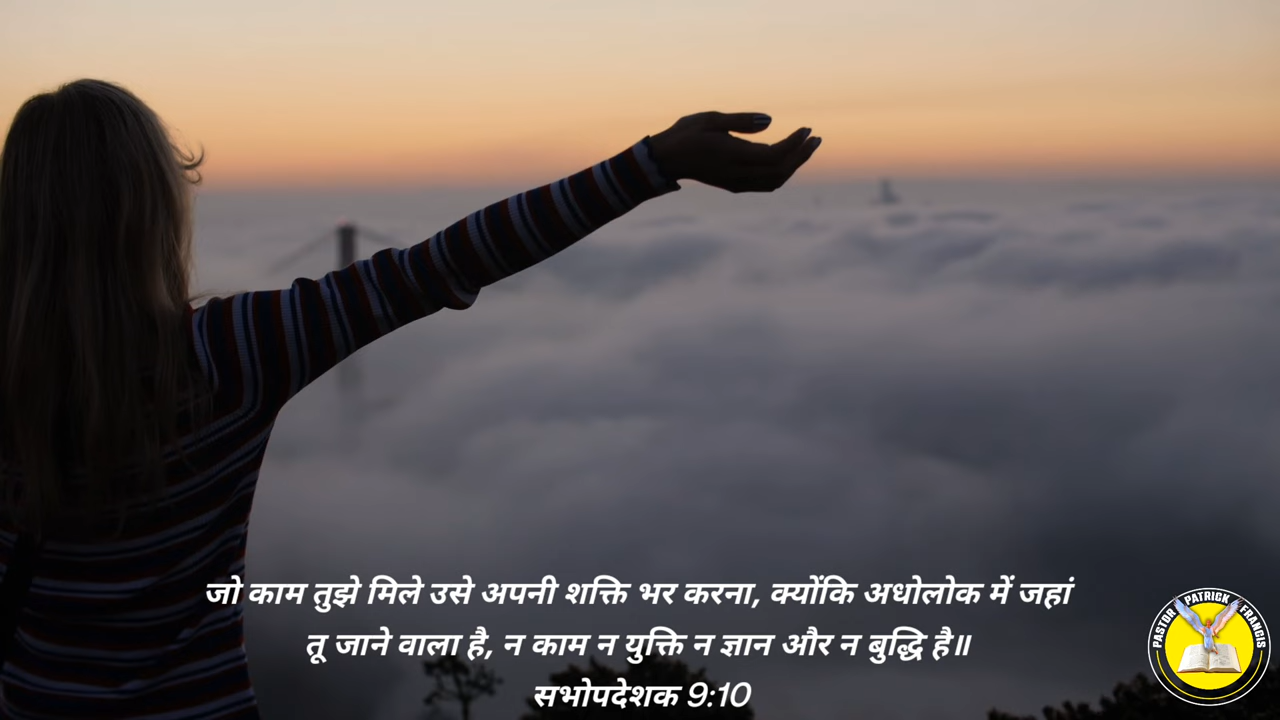 जो काम तुझे मिले उसे अपनी शक्ति भर करना, क्योंकि अधोलोक में जहां
तू जाने वाला है, न काम न युक्ति न ज्ञान और न बुद्धि है॥
सभोपदेशक 9:10
PASTOR PATRICK FRANCIS